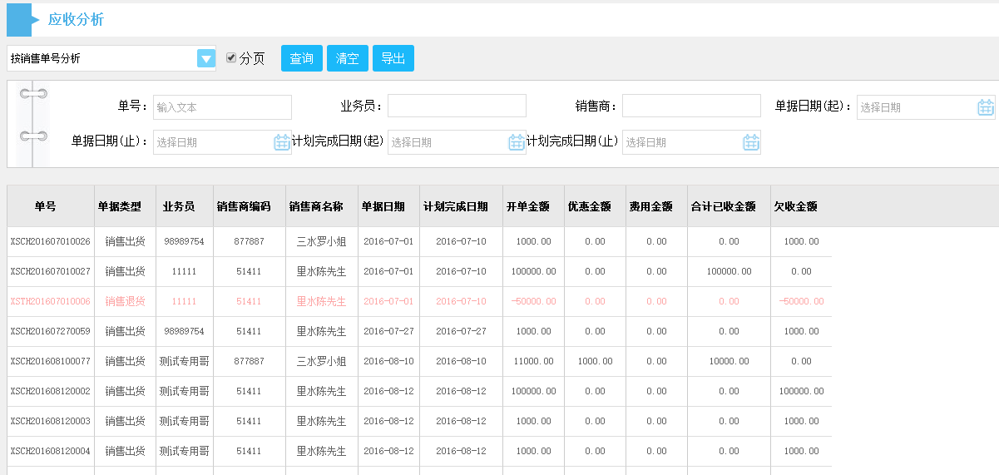 应收分析
按销售单号分析 分页 查询 清空 导出
单号： 输入文本 业务员： 销售商： 单据日期(起)： 选择日期
单据日期(止)： 选择日期 计划完成日期(起) 选择日期 计划完成日期(止) 选择日期
单号 单据类型 业务员 销售商编码 销售商名称 单据日期 计划完成日期 开单金额 优惠金额 费用金额 合计已收金额 欠收金额
XSCH201607010026 销售出货 98989754 877887 三水罗小姐 2016-07-01 2016-07-10 1000.00 0.00 0.00 0.00 1000.00
XSCH201607010027 销售出货 11111 51411 里水陈先生 2016-07-01 2016-07-10 100000.00 0.00 0.00 100000.00 0.00
XSTH201607010006 销售退货 11111 51411 里水陈先生 2016-07-01 2016-07-10 -50000.00 0.00 0.00 0.00 -50000.00
XSCH201607270059 销售出货 98989754 51411 里水陈先生 2016-07-27 2016-07-27 1000.00 0.00 0.00 0.00 1000.00
XSCH201608100077 销售出货 测试专用哥 877887 三水罗小姐 2016-08-10 2016-08-10 11000.00 1000.00 0.00 10000.00 0.00
XSCH201608120002 销售出货 测试专用哥 51411 里水陈先生 2016-08-12 2016-08-12 100000.00 0.00 0.00 0.00 100000.00
XSCH201608120003 销售出货 测试专用哥 51411 里水陈先生 2016-08-12 2016-08-12 1000.00 0.00 0.00 0.00 1000.00
XSCH201608120004 销售出货 测试专用哥 51411 里水陈先生 2016-08-12 2016-08-12 1000.00 0.00 0.00 0.00 1000.00